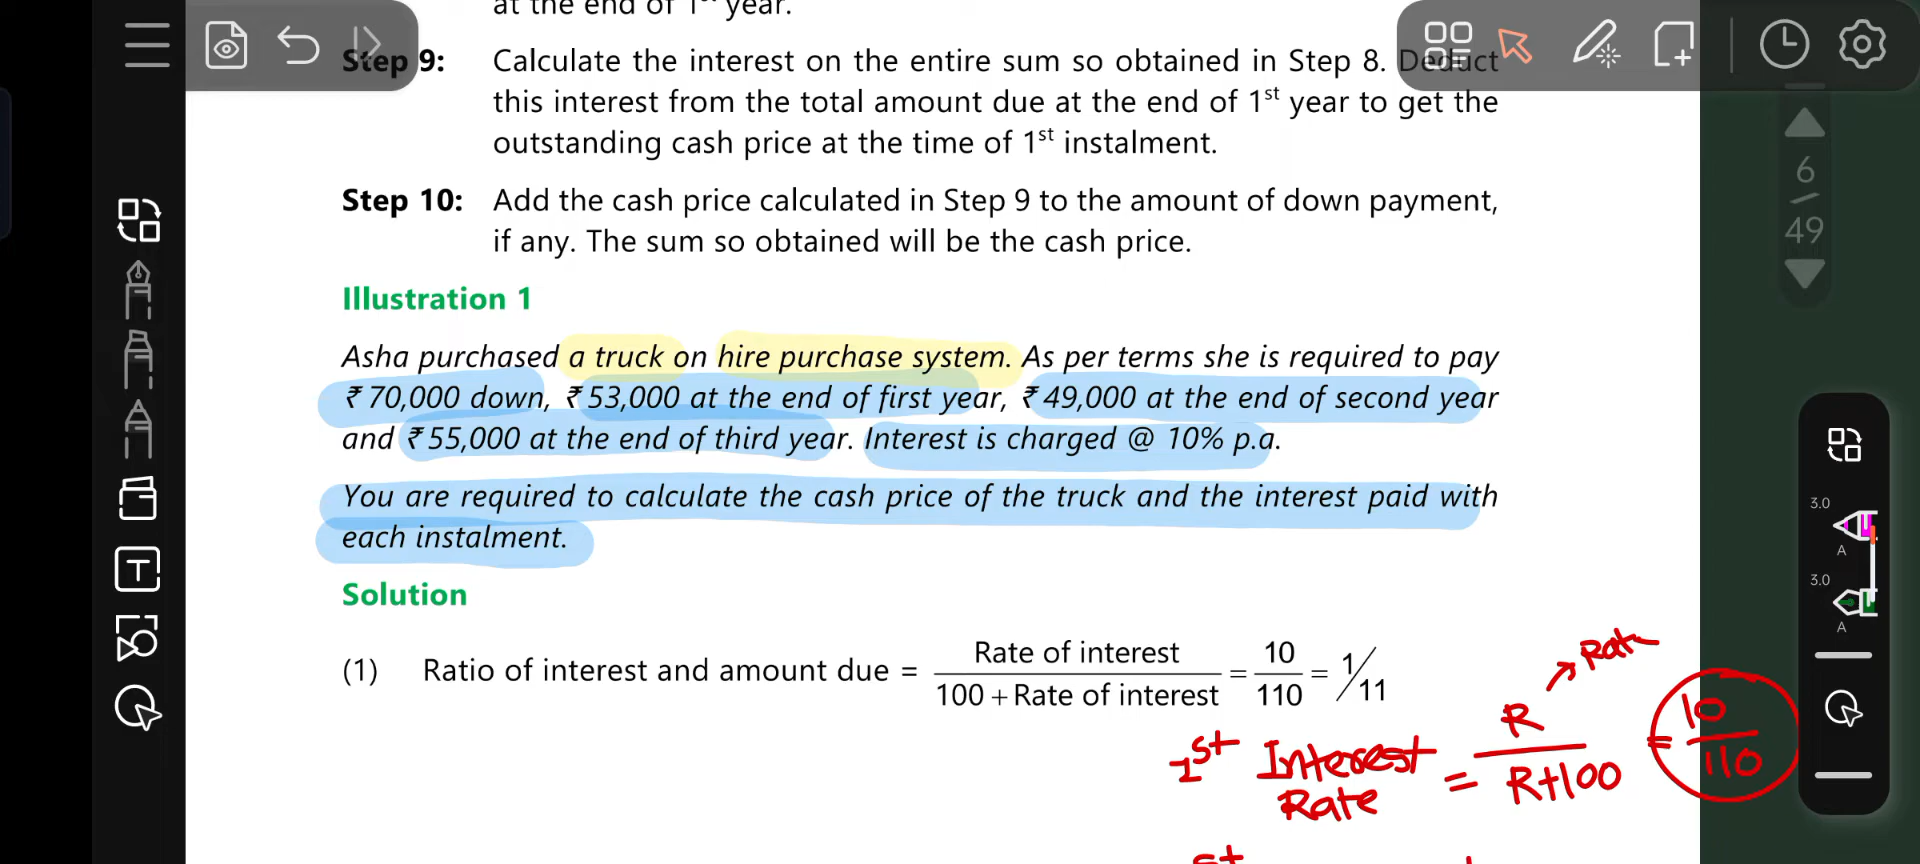 at the end of 1st year.
Step 9: Calculate the interest on the entire sum so obtained in Step 8. Deduct
this interest from the total amount due at the end of 1st year to get the
outstanding cash price at the time of 1st instalment.
Step 10: Add the cash price calculated in Step 9 to the amount of down payment,
if any. The sum so obtained will be the cash price.
Illustration 1
Asha purchased a truck on hire purchase system. As per terms she is required to pay
₹ 70,000 down, ₹ 53,000 at the end of first year, ₹ 49,000 at the end of second year
and ₹ 55,000 at the end of third year. Interest is charged @ 10% p.a.
You are required to calculate the cash price of the truck and the interest paid with
each instalment.
Solution
(1) Ratio of interest and amount due = Rate of interest / 100 + Rate of interest = 10 / 110 = 1/11
Rate
1st Interest Rate = R / R+100 = 10 / 110
st
6
49
3.0
A
3.0
A
T